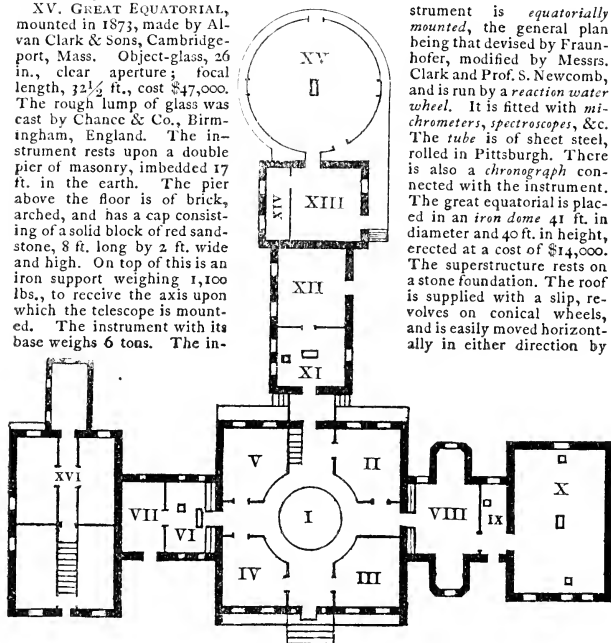 XV. GREAT EQUATORIAL,
mounted in 1873, made by Al-
van Clark & Sons, Cambridge-
port, Mass. Object-glass, 26
in., clear aperture; focal
length, 32½ ft., cost $47,000.
The rough lump of glass was
cast by Chance & Co., Birm-
ingham, England. The in-
strument rests upon a double
pier of masonry, imbedded 17
ft. in the earth. The pier
above the floor is of brick,
arched, and has a cap consist-
ing of a solid block of red sand-
stone, 8 ft. long by 2 ft. wide
and high. On top of this is an
iron support weighing 1,100
lbs., to receive the axis upon
which the telescope is mount-
ed. The instrument with its
base weighs 6 tons. The in-
strument is equatorially
mounted, the general plan
being that devised by Fraun-
hofer, modified by Messrs.
Clark and Prof. S. Newcomb,
and is run by a reaction water
wheel. It is fitted with mi-
chrometers, spectroscopes, &c.
The tube is of sheet steel,
rolled in Pittsburgh. There
is also a chronograph con-
nected with the instrument.
The great equatorial is plac-
ed in an iron dome 41 ft. in
diameter and 40 ft. in height,
erected at a cost of $14,000.
The superstructure rests on
a stone foundation. The roof
is supplied with a slip, re-
volves on conical wheels,
and is easily moved horizont-
ally in either direction by
XV
XIV
XIII
XII
XI
V
II
XVI
VII
VI
I
VIII
IX
X
IV
III